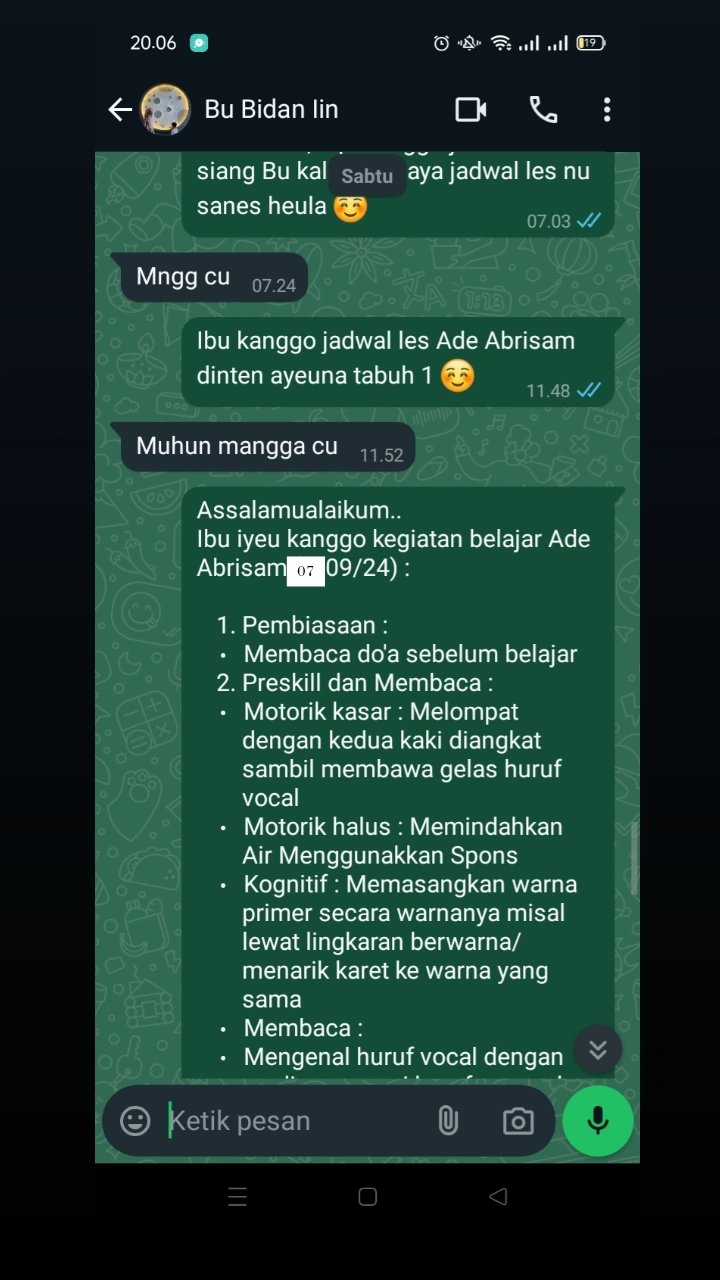 20.06
19
Bu Bidan Iin
siang Bu kal
aya jadwal les nu
Sabtu
sanes heula
07.03
Mngg cu
07.24
Ibu kanggo jadwal les Ade Abrisam
dinten ayeuna tabuh 1
11.48
Muhun mangga cu
11.52
Assalamualaikum..
Ibu iyeu kanggo kegiatan belajar Ade
Abrisam 07 09/24) :
1. Pembiasaan :
• Membaca do'a sebelum belajar
2. Preskill dan Membaca :
• Motorik kasar : Melompat
dengan kedua kaki diangkat
sambil membawa gelas huruf
vocal
• Motorik halus : Memindahkan
Air Menggunakkan Spons
• Kognitif : Memasangkan warna
primer secara warnanya misal
lewat lingkaran berwarna/
menarik karet ke warna yang
sama
• Membaca :
• Mengenal huruf vocal dengan
Ketik pesan